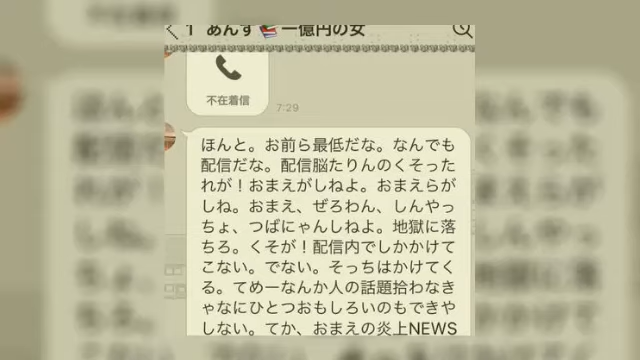 1 あんず📚一億円の女
不在着信
7:29
ほんと。お前ら最低だな。なんでも
配信だな。配信脳たりんのくそった
れが！おまえがしねよ。おまえらが
しね。おまえ、ぜろわん、しんやっ
ちょ、つばにゃんしねよ。地獄に落
ちろ。くそが！配信内でしかかけて
こない。でない。そっちはかけてく
る。てめーなんか人の話題拾わなき
ゃなにひとつおもしろいのもできや
しない。てか、おまえの炎上NEWS